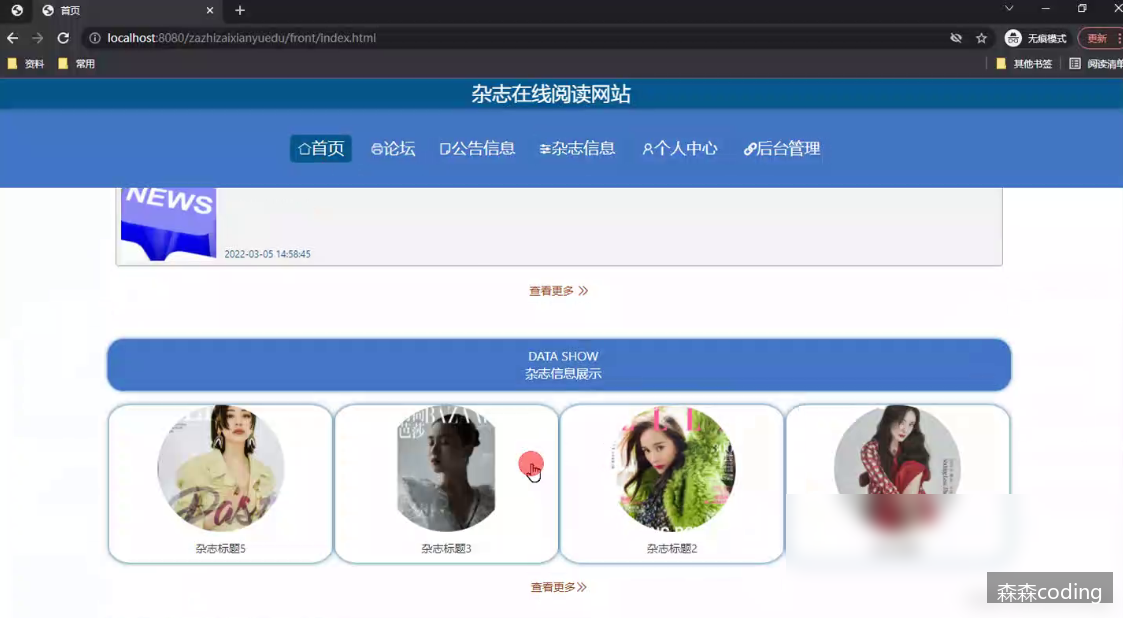 首页
localhost:8080/zazhizaixianyuedu/front/index.html
无痕模式
更新
资料
常用
其他书签
阅读清单
杂志在线阅读网站
首页
论坛
公告信息
杂志信息
个人中心
后台管理
NEWS
2022-03-05 14:58:45
查看更多
DATA SHOW
杂志信息展示
BAZAAR
芭莎
杂志标题5
杂志标题3
杂志标题2
查看更多
森森coding